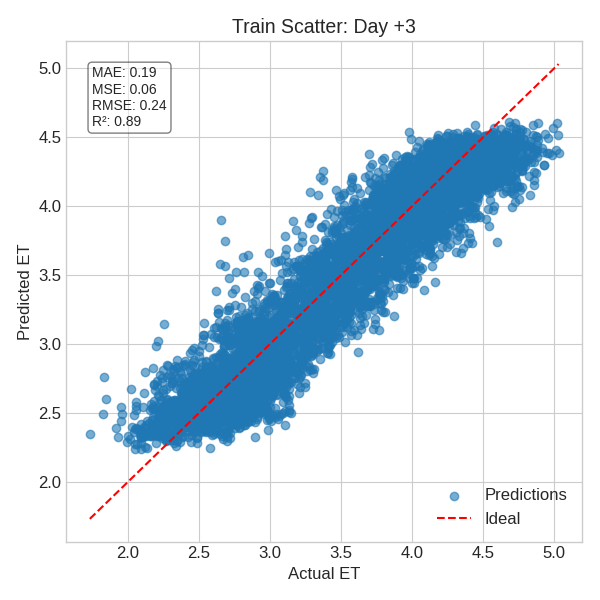 Train Scatter: Day +3
MAE: 0.19
MSE: 0.06
RMSE: 0.24
R²: 0.89
Predicted ET
5.0
4.5
4.0
3.5
3.0
2.5
2.0
Predictions
Ideal
2.0 2.5 3.0 3.5 4.0 4.5 5.0
Actual ET